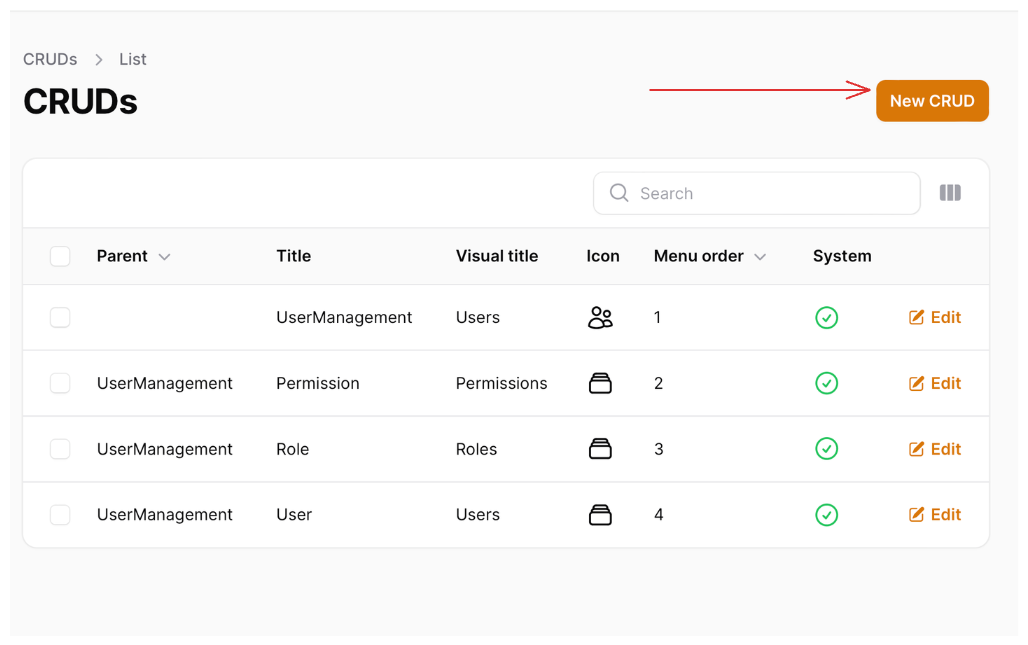 CRUDs > List
CRUDs
New CRUD
Search
Parent Title Visual title Icon Menu order System
UserManagement Users 1 Edit
UserManagement Permission Permissions 2 Edit
UserManagement Role Roles 3 Edit
UserManagement User Users 4 Edit